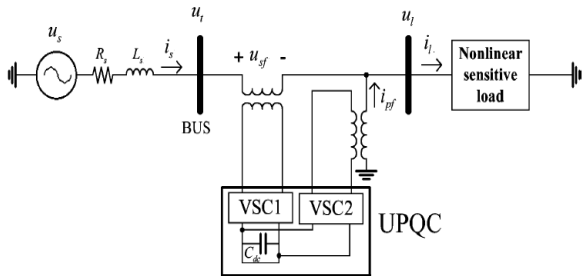 u_s
R_s
L_s
i_s
u_t
BUS
+ u_sf -
i_pf
u_l
i_l
Nonlinear
sensitive
load
VSC1
VSC2
C_dc
UPQC